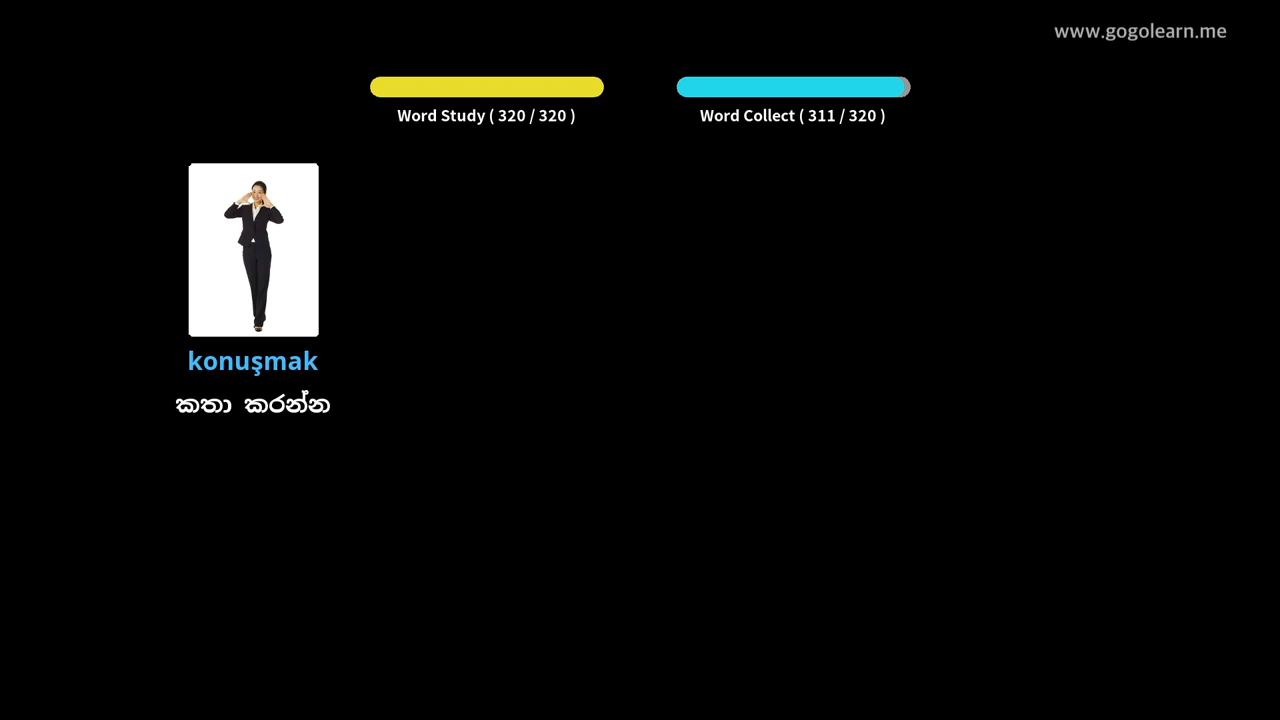 www.gogolearn.me
Word Study ( 320 / 320 )
Word Collect ( 311 / 320 )
konuşmak
කතා කරන්න